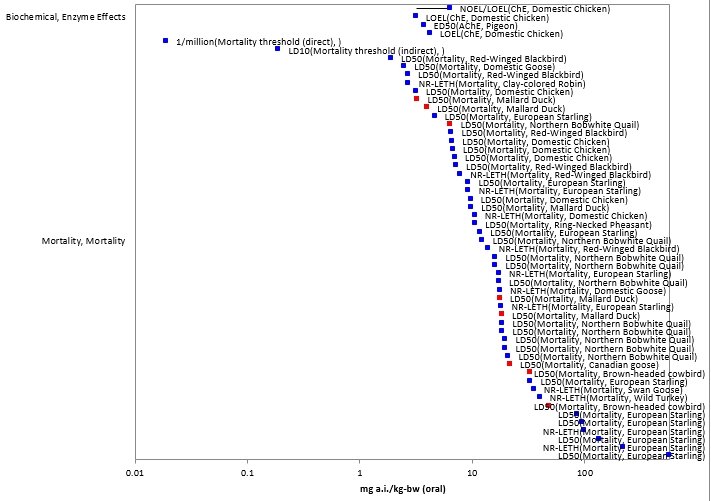 NOEL/LOEL(ChE, Domestic Chicken)
Biochemical, Enzyme Effects
LOEL(ChE, Domestic Chicken)
ED50(AChE, Pigeon)
LOEL(ChE, Domestic Chicken)
1/million(Mortality threshold (direct), )
LD10(Mortality threshold (indirect), )
LD50(Mortality, Red-Winged Blackbird)
LD50(Mortality, Domestic Goose)
LD50(Mortality, Red-Winged Blackbird)
NR-LETH(Mortality, Clay-colored Robin)
LD50(Mortality, Domestic Chicken)
LD50(Mortality, Mallard Duck)
LD50(Mortality, Mallard Duck)
LD50(Mortality, European Starling)
LD50(Mortality, Northern Bobwhite Quail)
LD50(Mortality, Red-Winged Blackbird)
LD50(Mortality, Domestic Chicken)
LD50(Mortality, Domestic Chicken)
LD50(Mortality, Domestic Chicken)
LD50(Mortality, Red-Winged Blackbird)
NR-LETH(Mortality, Red-Winged Blackbird)
LD50(Mortality, European Starling)
NR-LETH(Mortality, European Starling)
LD50(Mortality, Domestic Chicken)
LD50(Mortality, Mallard Duck)
NR-LETH(Mortality, Domestic Chicken)
LD50(Mortality, Ring-Necked Pheasant)
LD50(Mortality, European Starling)
Mortality, Mortality
LD50(Mortality, Northern Bobwhite Quail)
NR-LETH(Mortality, Red-Winged Blackbird)
LD50(Mortality, Northern Bobwhite Quail)
LD50(Mortality, Northern Bobwhite Quail)
NR-LETH(Mortality, European Starling)
LD50(Mortality, Northern Bobwhite Quail)
NR-LETH(Mortality, Domestic Goose)
LD50(Mortality, Mallard Duck)
NR-LETH(Mortality, European Starling)
LD50(Mortality, Mallard Duck)
LD50(Mortality, Northern Bobwhite Quail)
LD50(Mortality, Northern Bobwhite Quail)
LD50(Mortality, Northern Bobwhite Quail)
LD50(Mortality, Northern Bobwhite Quail)
LD50(Mortality, Northern Bobwhite Quail)
LD50(Mortality, Canadian goose)
LD50(Mortality, Brown-headed cowbird)
LD50(Mortality, European Starling)
NR-LETH(Mortality, Swan Goose)
NR-LETH(Mortality, Wild Turkey)
LD50(Mortality, Brown-headed cowbird)
LD50(Mortality, European Starling)
LD50(Mortality, European Starling)
NR-LETH(Mortality, European Starling)
LD50(Mortality, European Starling)
NR-LETH(Mortality, European Starling)
LD50(Mortality, European Starling)
0.01 0.1 1 10 100
mg a.i./kg-bw (oral)